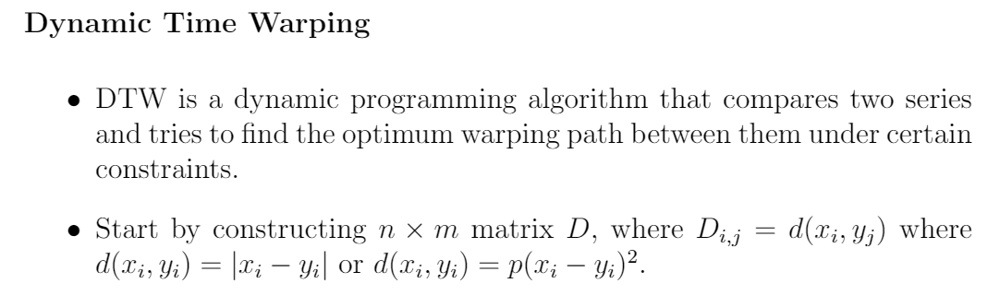 Dynamic Time Warping
• DTW is a dynamic programming algorithm that compares two series
and tries to find the optimum warping path between them under certain
constraints.
• Start by constructing n × m matrix D, where D_{i,j} = d(x_i, y_j) where
d(x_i, y_i) = |x_i − y_i| or d(x_i, y_i) = p(x_i − y_i)².